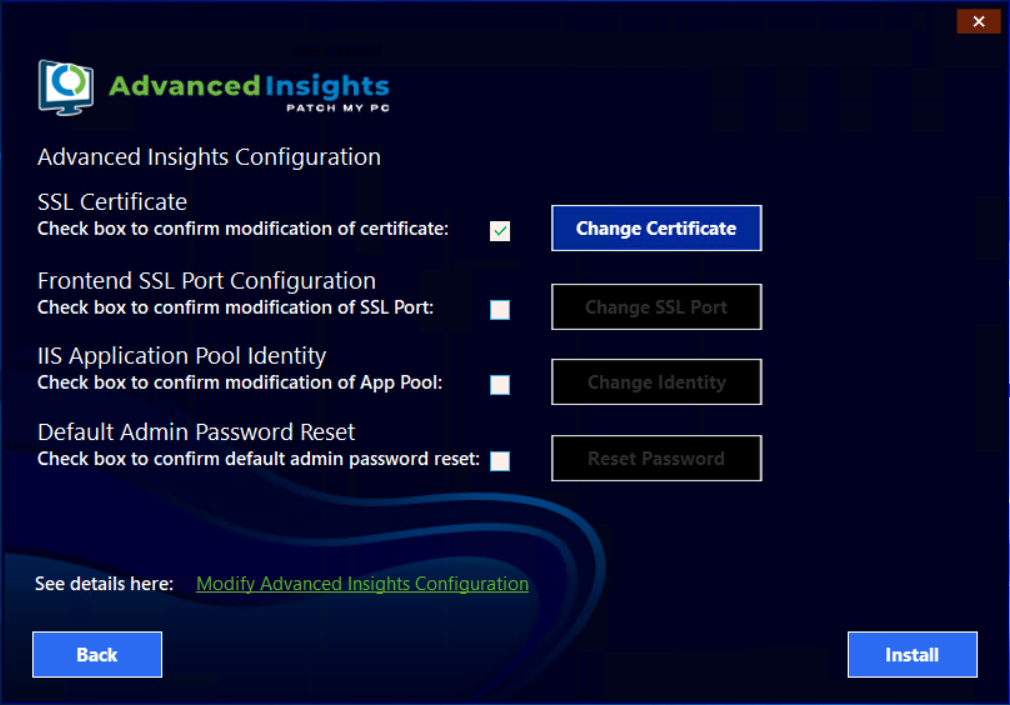 Advanced Insights
PATCH MY PC
Advanced Insights Configuration
SSL Certificate
Check box to confirm modification of certificate:
Change Certificate
Frontend SSL Port Configuration
Check box to confirm modification of SSL Port:
Change SSL Port
IIS Application Pool Identity
Check box to confirm modification of App Pool:
Change Identity
Default Admin Password Reset
Check box to confirm default admin password reset:
Reset Password
See details here: Modify Advanced Insights Configuration
Back
Install